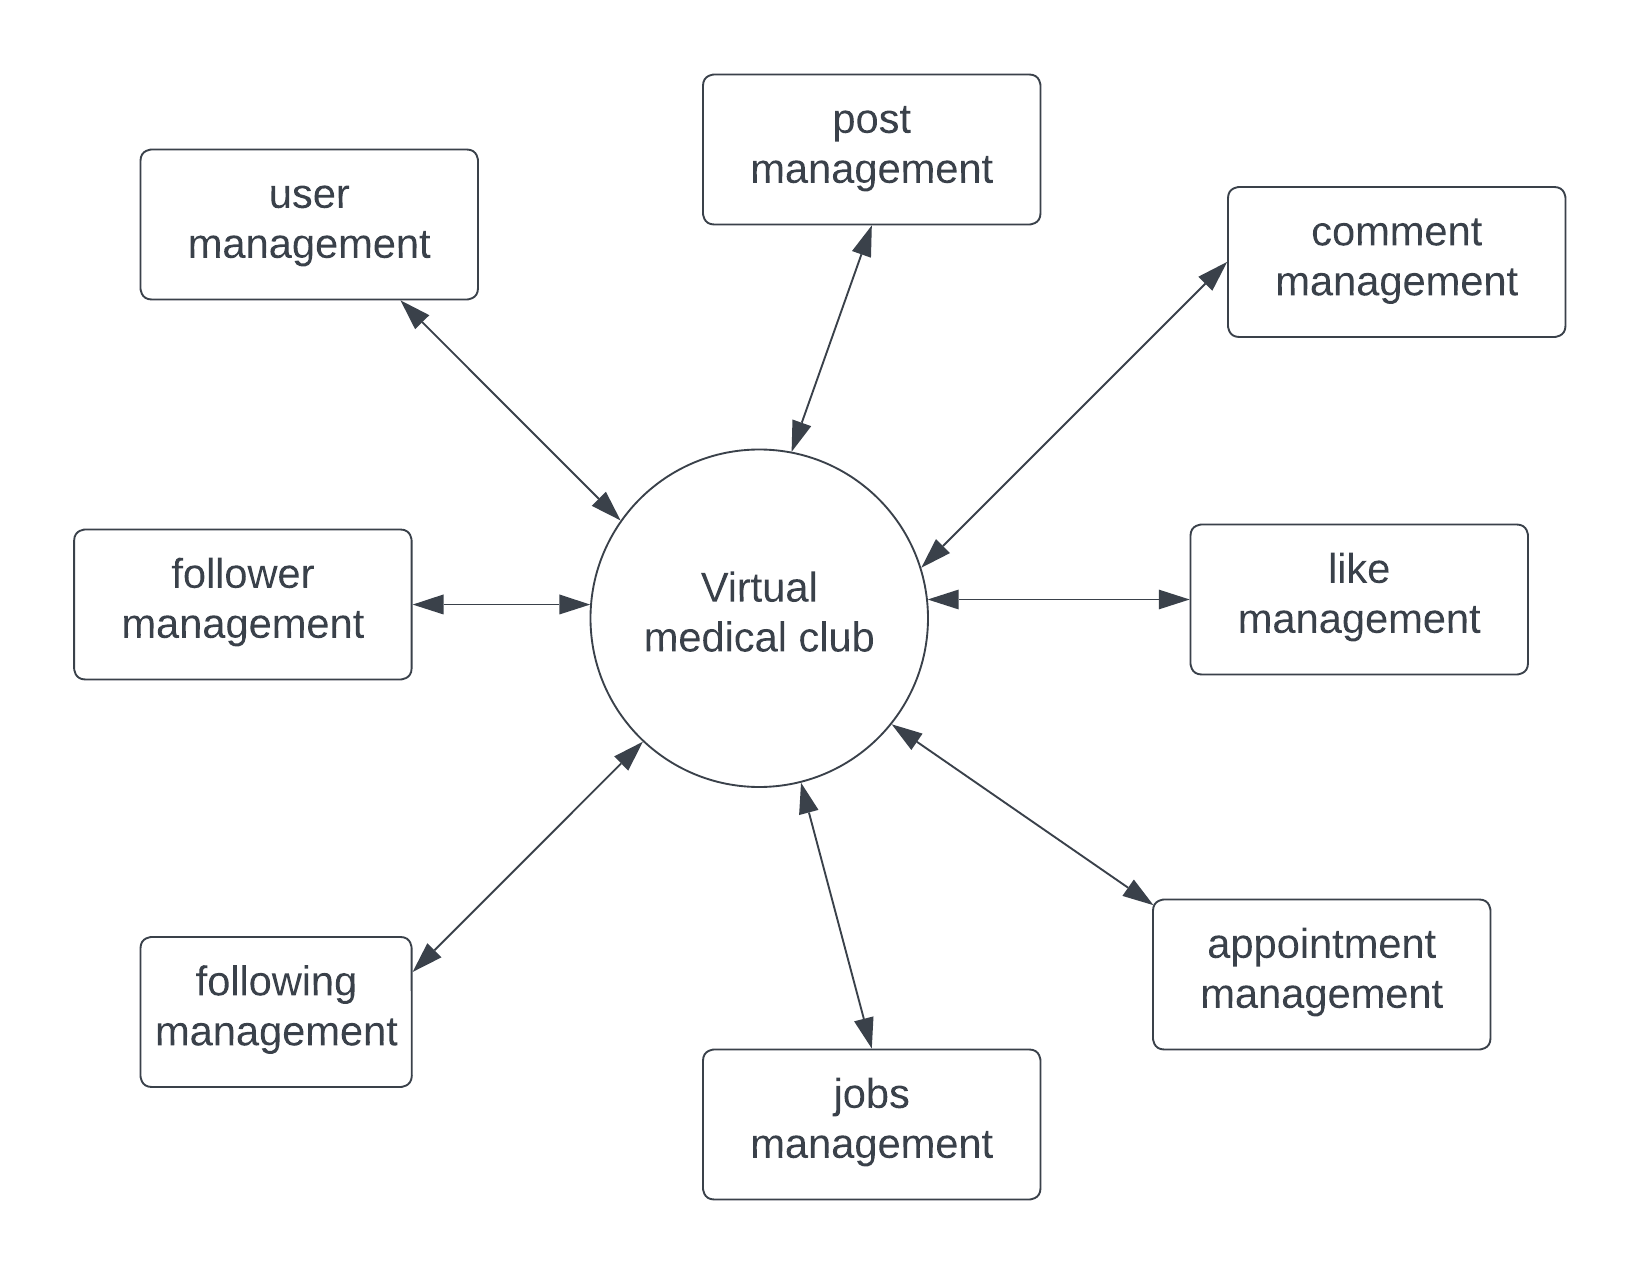 post
management
user
management
comment
management
follower
management
Virtual
medical club
like
management
following
management
appointment
management
jobs
management